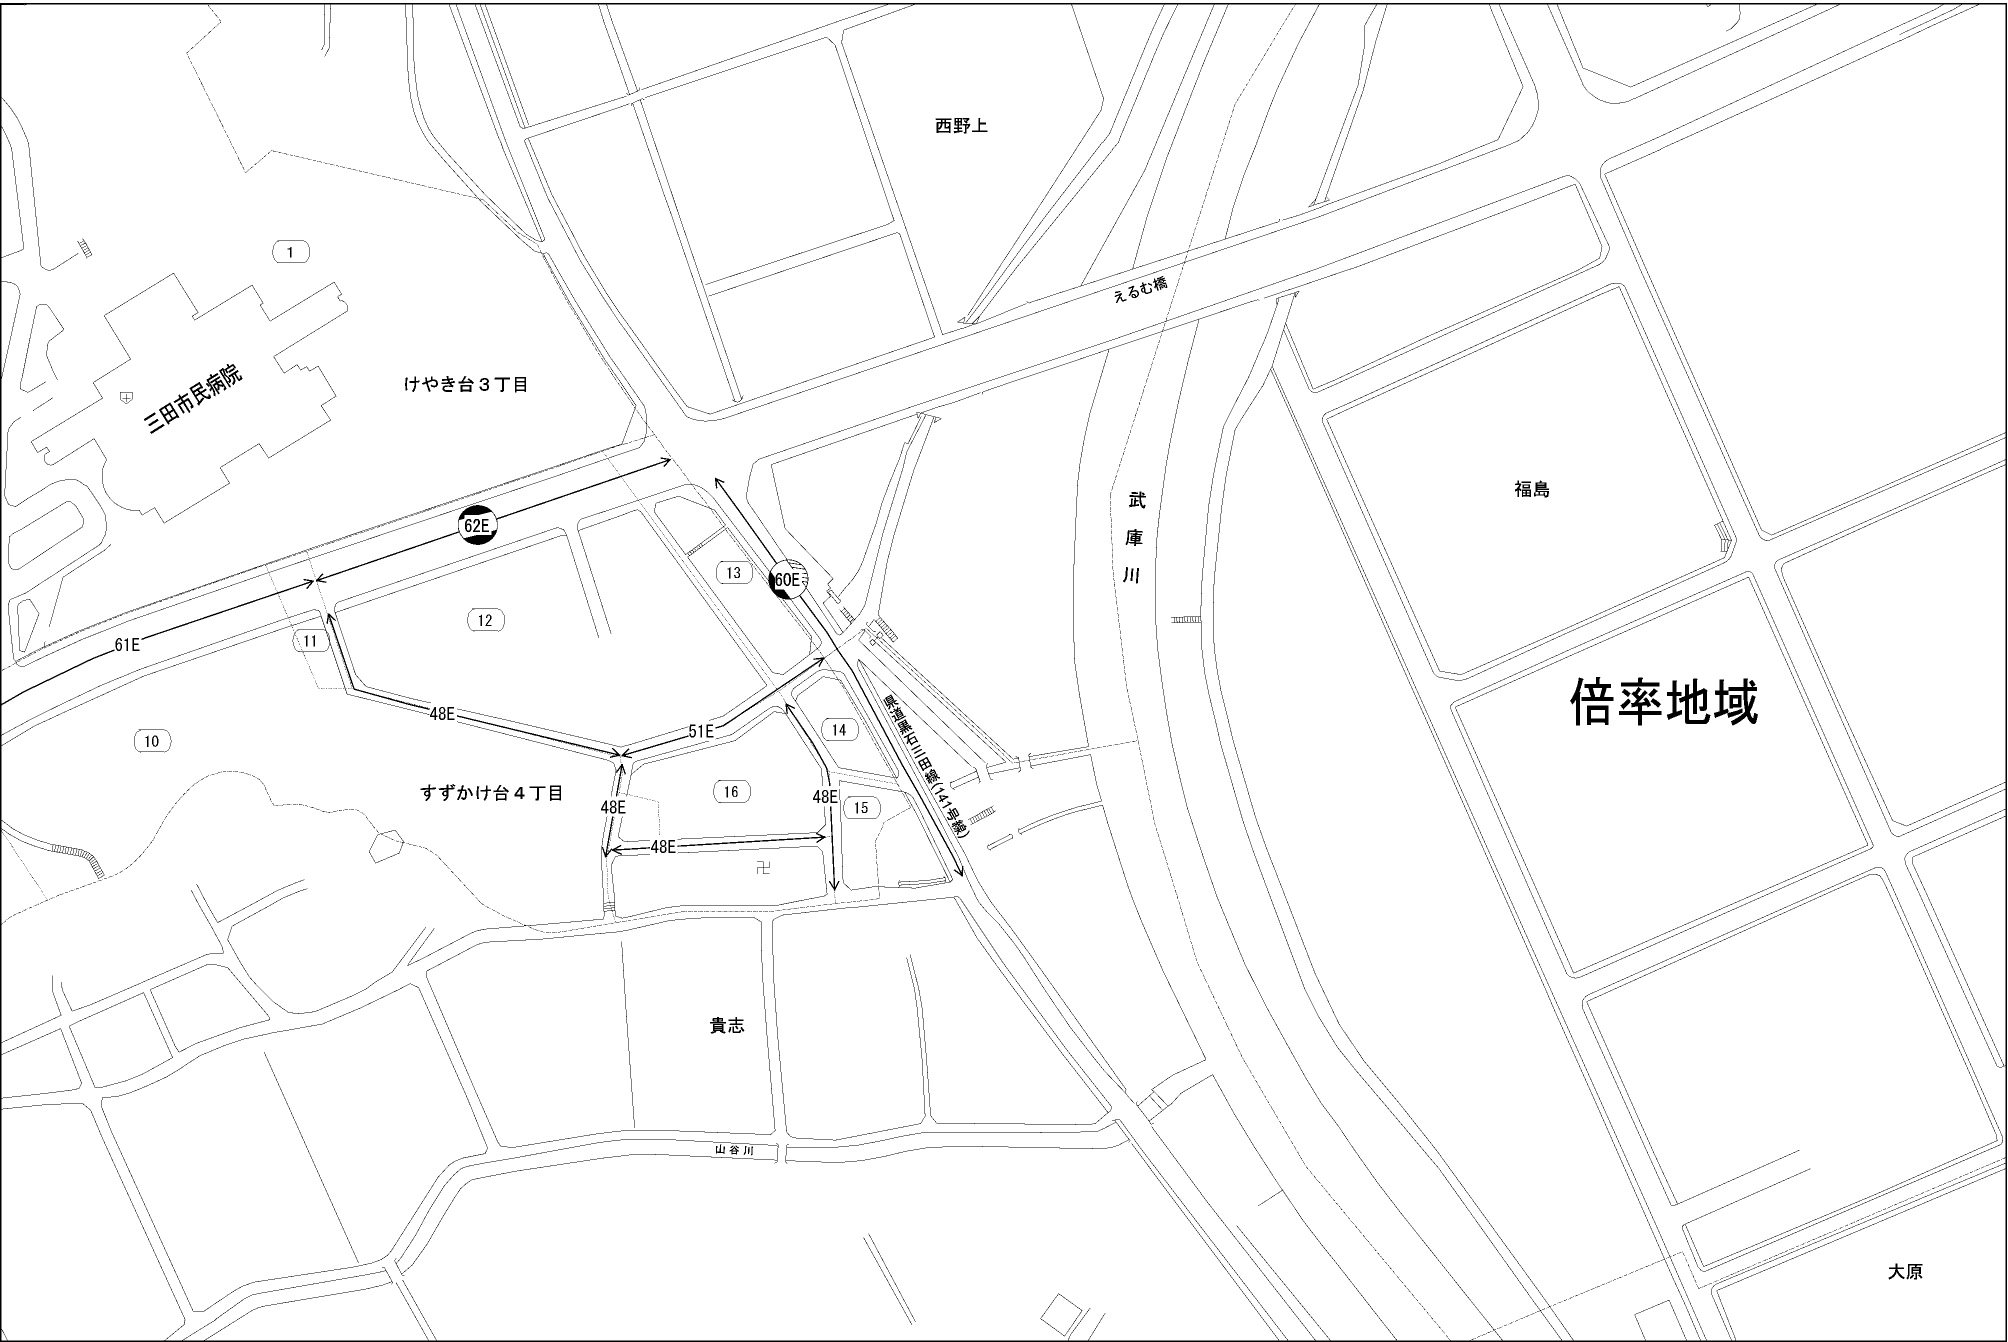 西野上
1
えるむ橋
けやき台3丁目
三田市民病院
武庫川
福島
62E
13
60E
12
11
61E
倍率地域
48E
51E
14
10
県道黒石三田線(141号線)
すずかけ台4丁目
16
48E
48E
15
48E
卍
貴志
山谷川
大原